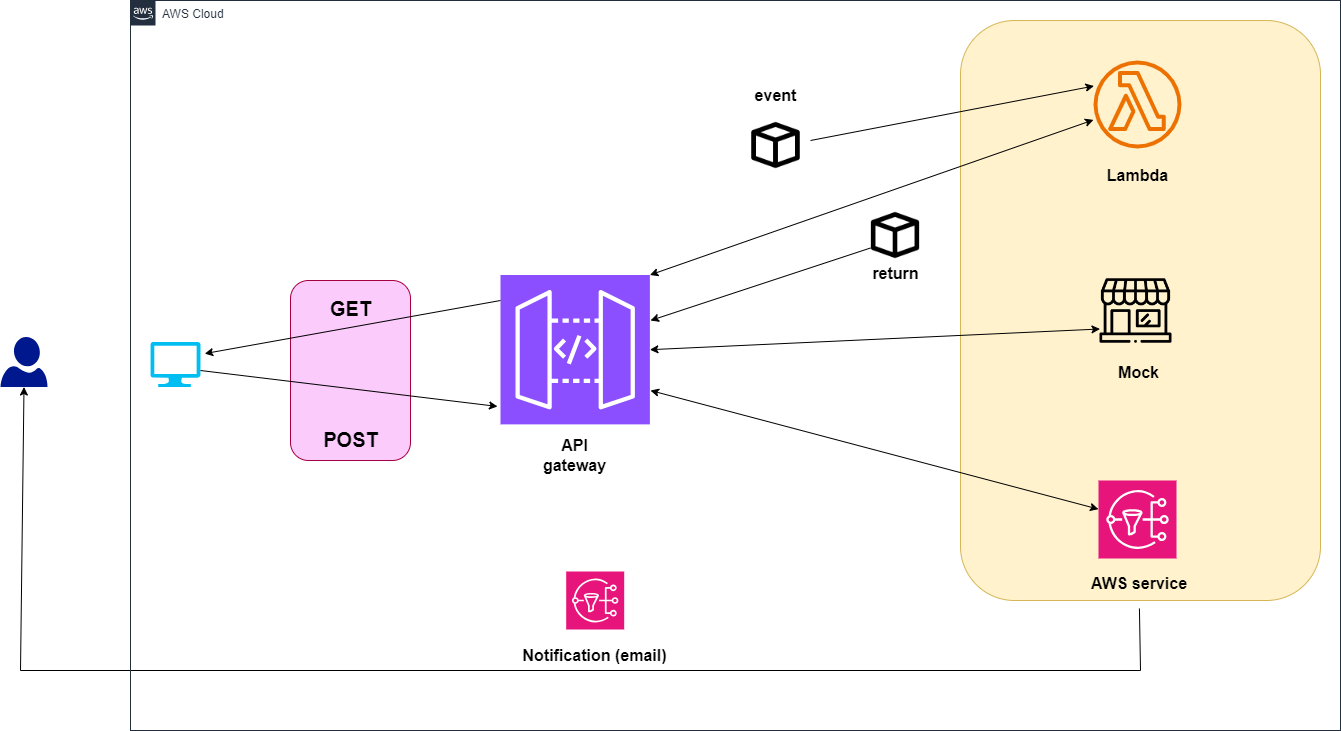 aws
AWS Cloud
event
Lambda
return
GET
POST
</>
API
gateway
Mock
AWS service
Notification (email)